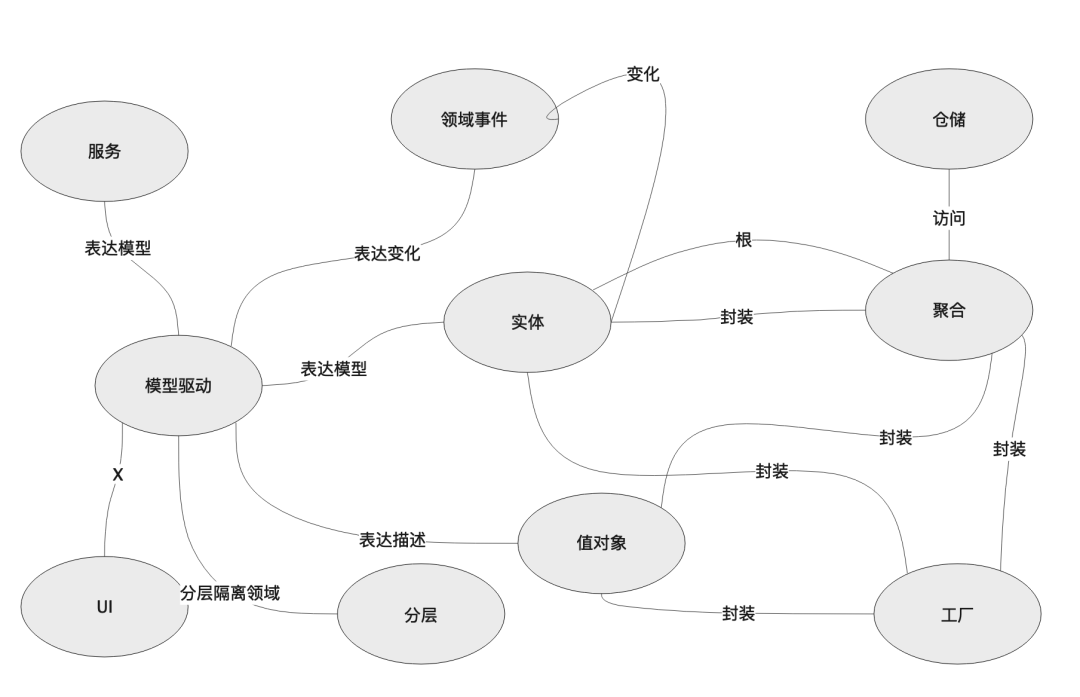 变化
领域事件
仓储
服务
访问
根
表达模型
表达变化
实体
封装
聚合
表达模型
模型驱动
封装
封装
封装
X
表达描述
值对象
分层隔离领域
UI
分层
封装
工厂